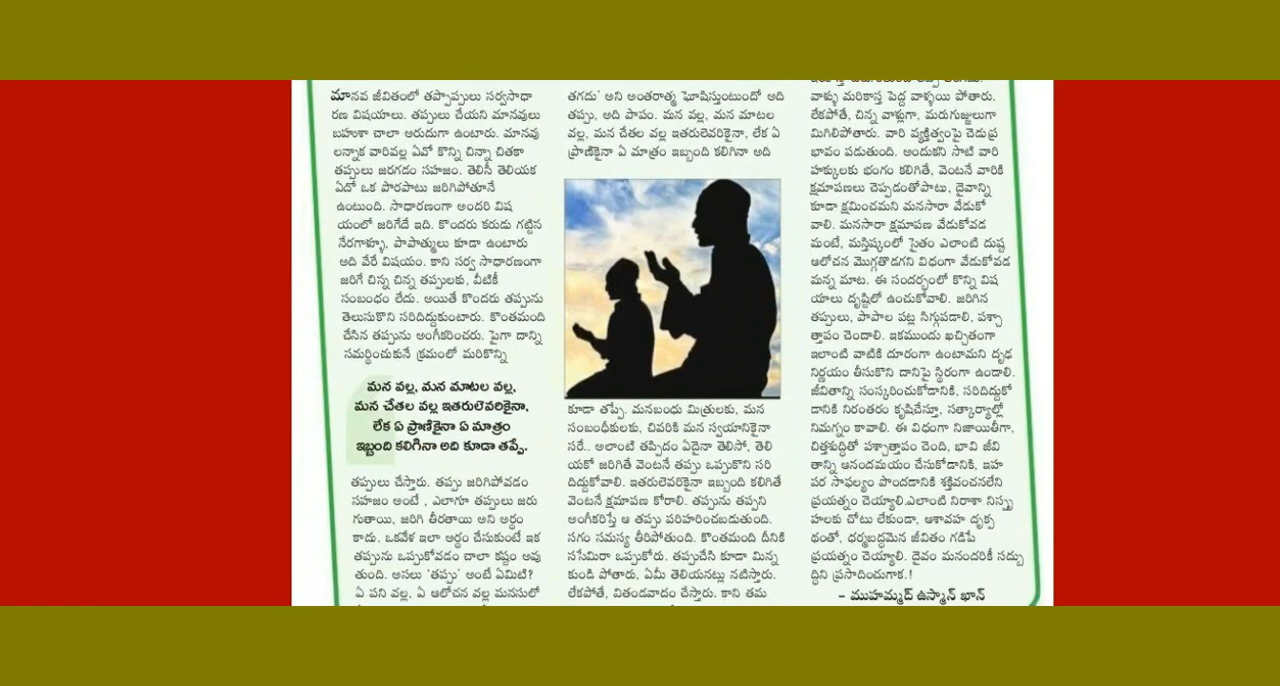 మానవ జీవితంలో తప్పొప్పులు సర్వసాధా
రణ విషయాలు. తప్పులు చేయని మానవులు
బహుశా చాలా అరుదుగా ఉంటారు. మానవు
లన్నాక వారివల్ల ఏవో కొన్ని చిన్నా చితకా
తప్పులు జరగడం సహజం. తెలిసీ తెలియక
ఏదో ఒక పొరపాటు జరిగిపోతూనే
ఉంటుంది. సాధారణంగా అందరి విష
యంలో జరిగేదే ఇది. కొందరు కరుడు గట్టిన
నేరగాళ్ళూ, పాపాత్ములు కూడా ఉంటారు
అది వేరే విషయం. కాని సర్వ సాధారణంగా
జరిగే చిన్న చిన్న తప్పులకు, వీటికీ
సంబంధం లేదు. అయితే కొందరు తప్పును
తెలుసుకొని సరిదిద్దుకుంటారు. కొంతమంది
చేసిన తప్పును అంగీకరించరు. పైగా దాన్ని
సమర్థించుకునే క్రమంలో మరికొన్ని
మన వల్ల, మన మాటల వల్ల,
మన చేతల వల్ల ఇతరులెవరికైనా,
లేక ఏ ప్రాణికైనా ఏ మాత్రం
ఇబ్బంది కలిగినా అది కూడా తప్పే.
తప్పులు చేస్తారు. తప్పు జరిగిపోవడం
సహజం అంటే , ఎలాగూ తప్పులు జరు
గుతాయి, జరిగి తీరతాయి అని అర్థం
కాదు. ఒకవేళ ఇలా అర్థం చేసుకుంటే ఇక
తప్పును ఒప్పుకోవడం చాలా కష్టం అవు
తుంది. అసలు 'తప్పు' అంటే ఏమిటి?
ఏ పని వల్ల, ఏ ఆలోచన వల్ల మనసులో
తగదు' అని అంతరాత్మ ఘోషిస్తుంటుందో అది
తప్పు, అది పాపం. మన వల్ల, మన మాటల
వల్ల, మన చేతల వల్ల ఇతరులెవరికైనా, లేక ఏ
ప్రాణికైనా ఏ మాత్రం ఇబ్బంది కలిగినా అది
కూడా తప్పే. మనబంధు మిత్రులకు, మన
సంబంధీకులకు, చివరికి మన స్వయానికైనా
సరే.. అలాంటి తప్పిదం ఏదైనా తెలిసో, తెలి
యకో జరిగితే వెంటనే తప్పు ఒప్పుకొని సరి
దిద్దుకోవాలి. ఇతరులెవరికైనా ఇబ్బంది కలిగితే
వెంటనే క్షమాపణ కోరాలి. తప్పును తప్పని
అంగీకరిస్తే ఆ తప్పు పరిహరించబడుతుంది.
సగం సమస్య తీరిపోతుంది. కొంతమంది దీనికి
ససేమిరా ఒప్పుకోరు. తప్పుచేసి కూడా మిన్న
కుండి పోతారు, ఏమీ తెలియనట్లు నటిస్తారు.
లేకపోతే, వితండవాదం చేస్తారు. కాని తమ
వాళ్ళు మరికాస్త పెద్ద వాళ్ళయి పోతారు.
లేకపోతే, చిన్న వాళ్లుగా, మరుగుజ్జులుగా
మిగిలిపోతారు. వారి వ్యక్తిత్వంపై చెడుప్ర
భావం పడుతుంది. అందుకని సాటి వారి
హక్కులకు భంగం కలిగితే, వెంటనే వారికి
క్షమాపణలు చెప్పడంతోపాటు, దైవాన్ని
కూడా క్షమించమని మనసారా వేడుకో
వాలి. మనసారా క్షమాపణ వేడుకోవడ
మంటే, మస్తిష్కంలో సైతం ఎలాంటి దుష్ట
ఆలోచన మొగ్గతొడగని విధంగా వేడుకోవడ
మన్న మాట. ఈ సందర్భంలో కొన్ని విష
యాలు దృష్టిలో ఉంచుకోవాలి. జరిగిన
తప్పులు, పాపాల పట్ల సిగ్గుపడాలి, పశ్చా
త్తాపం చెందాలి. ఇకముందు ఖచ్చితంగా
ఇలాంటి వాటికి దూరంగా ఉంటామని దృఢ
నిర్ణయం తీసుకొని దానిపై స్థిరంగా ఉండాలి.
జీవితాన్ని సంస్కరించుకోడానికి, సరిదిద్దుకో
డానికి నిరంతరం కృషిచేస్తూ, సత్కార్యాల్లో
నిమగ్నం కావాలి. ఈ విధంగా నిజాయితీగా,
చిత్తశుద్ధితో పశ్చాత్తాపం చెంది, భావి జీవి
తాన్ని ఆనందమయం చేసుకోడానికి, ఇహ
పర సాఫల్యం పొందడానికి శక్తివంచనలేని
ప్రయత్నం చెయ్యాలి.ఎలాంటి నిరాశా నిస్పృ
హలకు చోటు లేకుండా, ఆశావహ దృక్ప
థంతో, ధర్మబద్ధమైన జీవితం గడిపే
ప్రయత్నం చెయ్యాలి. దైవం మనందరికీ సద్బు
ద్ధిని ప్రసాదించుగాక.!
– ముహమ్మద్ ఉస్మాన్ ఖాన్